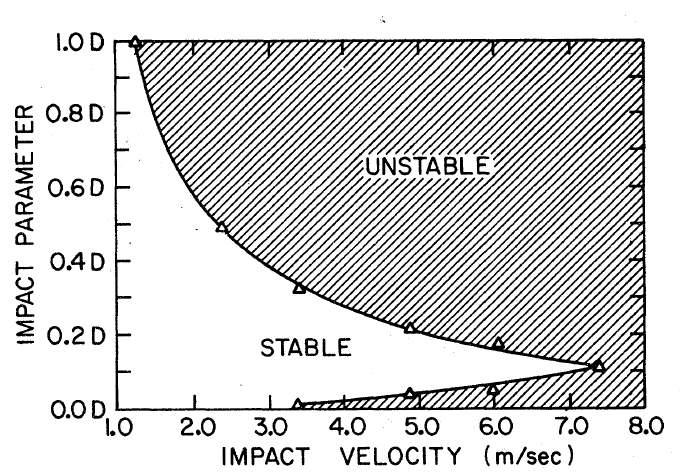 1.0 D
0.8 D
0.6 D
0.4 D
0.2 D
0.0 D
IMPACT PARAMETER
UNSTABLE
STABLE
1.0 2.0 3.0 4.0 5.0 6.0 7.0 8.0
IMPACT VELOCITY (m/sec)